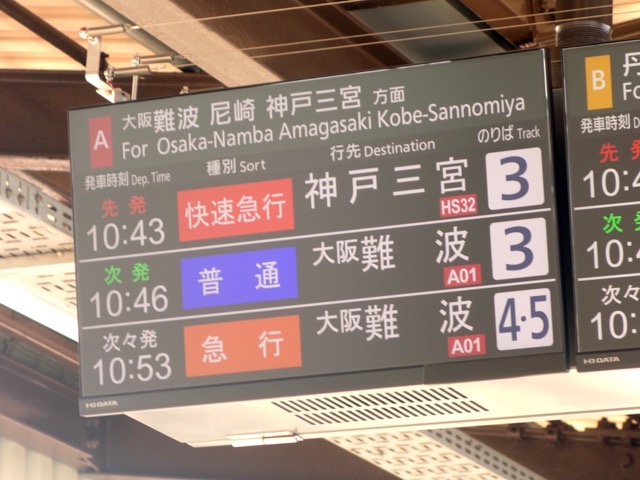 A 大阪難波 尼崎 神戸三宮 方面
For Osaka-Namba Amagasaki Kobe-Sannomiya
発車時刻 Dep. Time 種別 Sort 行先 Destination のりば Track
先発 10:43 快速急行 神戸三宮 HS32 3
次発 10:46 普通 大阪難波 A01 3
次々発 10:53 急行 大阪難波 A01 4・5
I-O DATA
B
Fo
発車時刻 D
先発
10:4
次発
10:4
次々
10:
I-O DATA